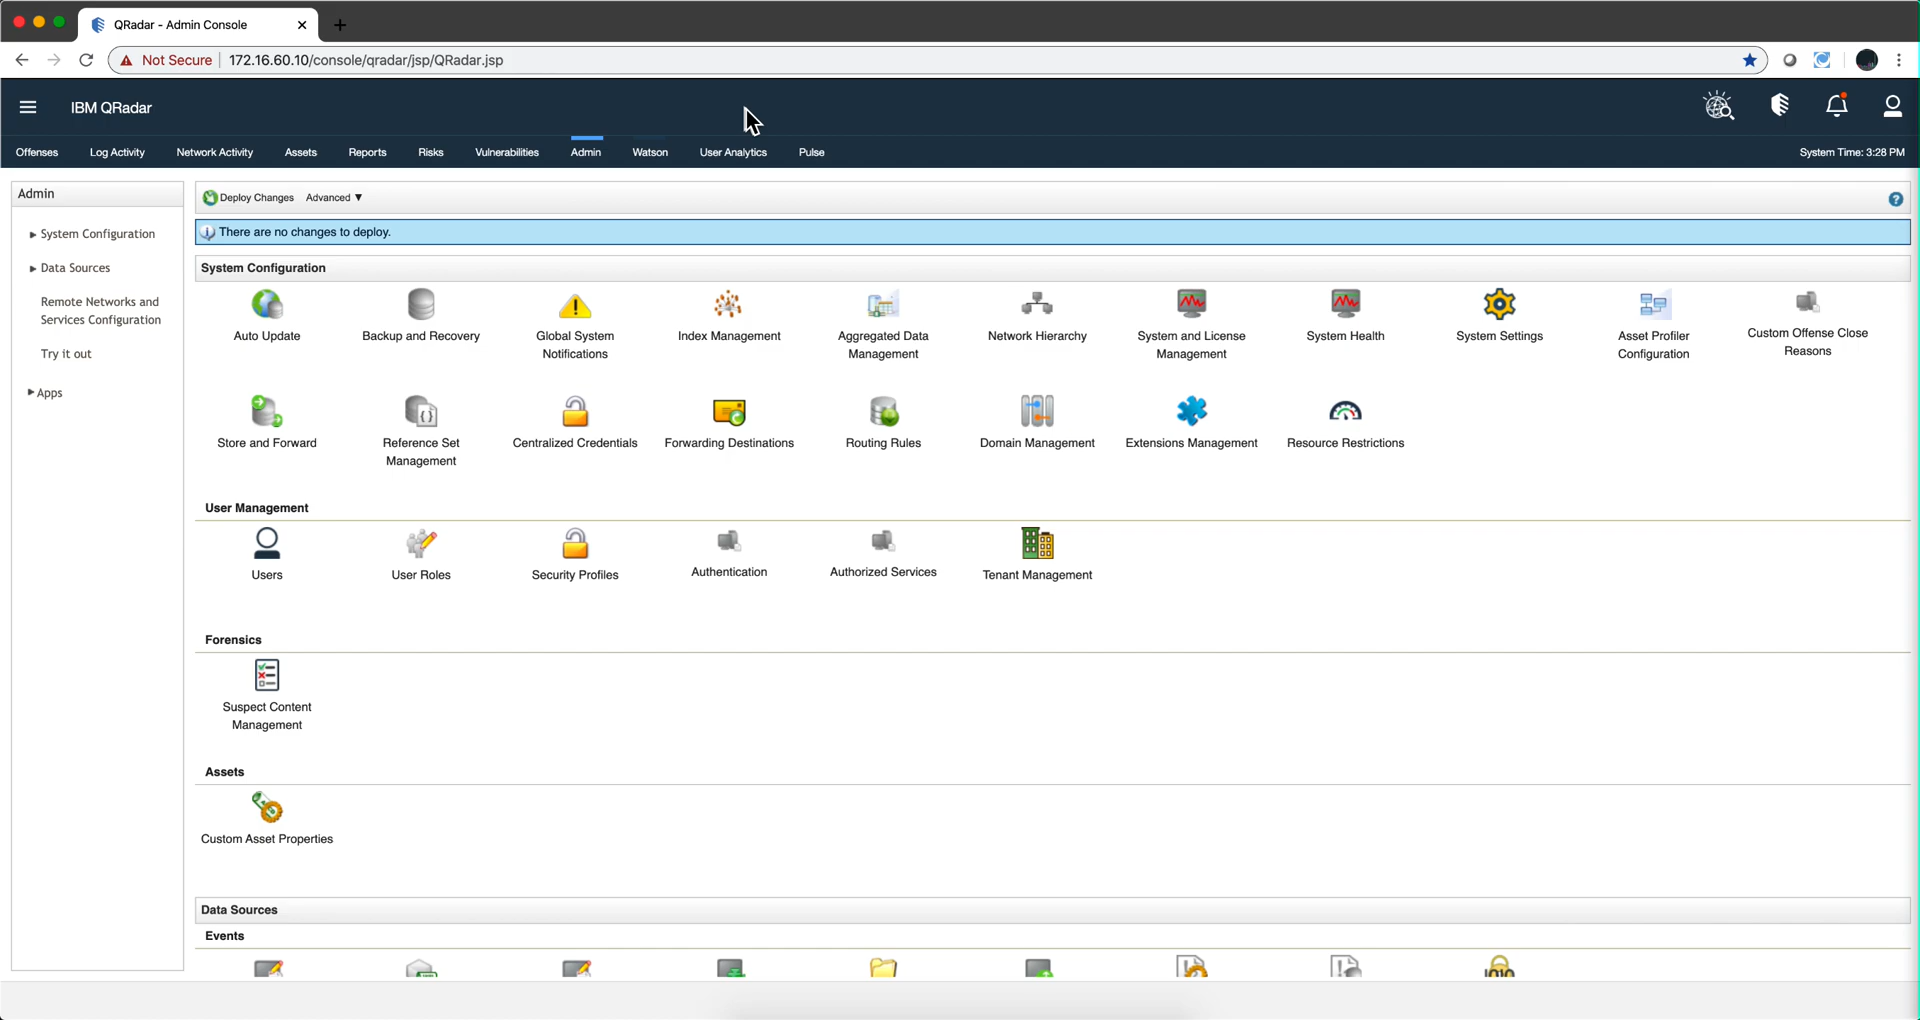 QRadar - Admin Console
Not Secure
172.16.60.10/console/qradar/jsp/QRadar.jsp
IBM QRadar
Offenses
Log Activity
Network Activity
Assets
Reports
Risks
Vulnerabilities
Admin
Watson
User Analytics
Pulse
System Time: 3:28 PM
Admin
System Configuration
Data Sources
Remote Networks and
Services Configuration
Try it out
Apps
Deploy Changes
Advanced ▼
There are no changes to deploy.
System Configuration
Auto Update
Backup and Recovery
Global System
Notifications
Index Management
Aggregated Data
Management
Network Hierarchy
System and License
Management
System Health
System Settings
Asset Profiler
Configuration
Custom Offense Close
Reasons
Store and Forward
Reference Set
Management
Centralized Credentials
Forwarding Destinations
Routing Rules
Domain Management
Extensions Management
Resource Restrictions
User Management
Users
User Roles
Security Profiles
Authentication
Authorized Services
Tenant Management
Forensics
Suspect Content
Management
Assets
Custom Asset Properties
Data Sources
Events